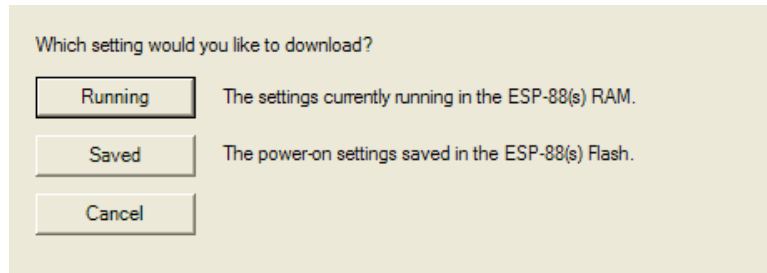 Which setting would you like to download?
Running The settings currently running in the ESP-88(s) RAM.
Saved The power-on settings saved in the ESP-88(s) Flash.
Cancel